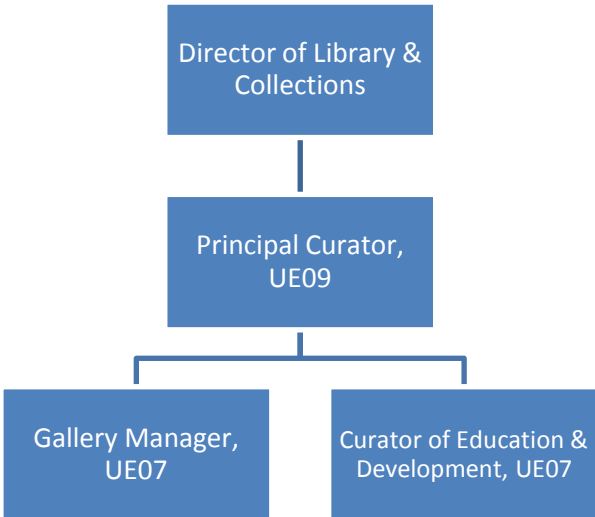 Director of Library &
Collections
Principal Curator,
UE09
Gallery Manager,
UE07
Curator of Education &
Development, UE07